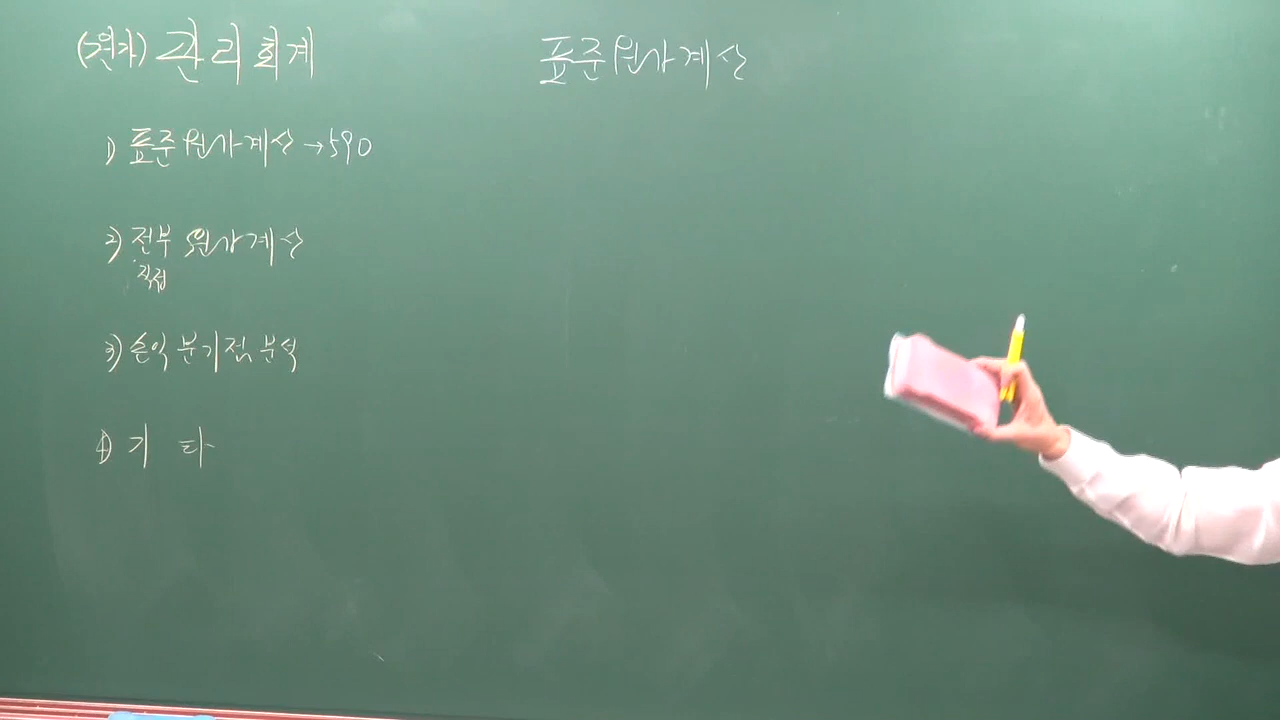 (원가) 관리회계
1) 표준원가계산 → 590
2) 전부 원가계산
직접
3) 손익분기점 분석
4) 기 타
표준원가계산